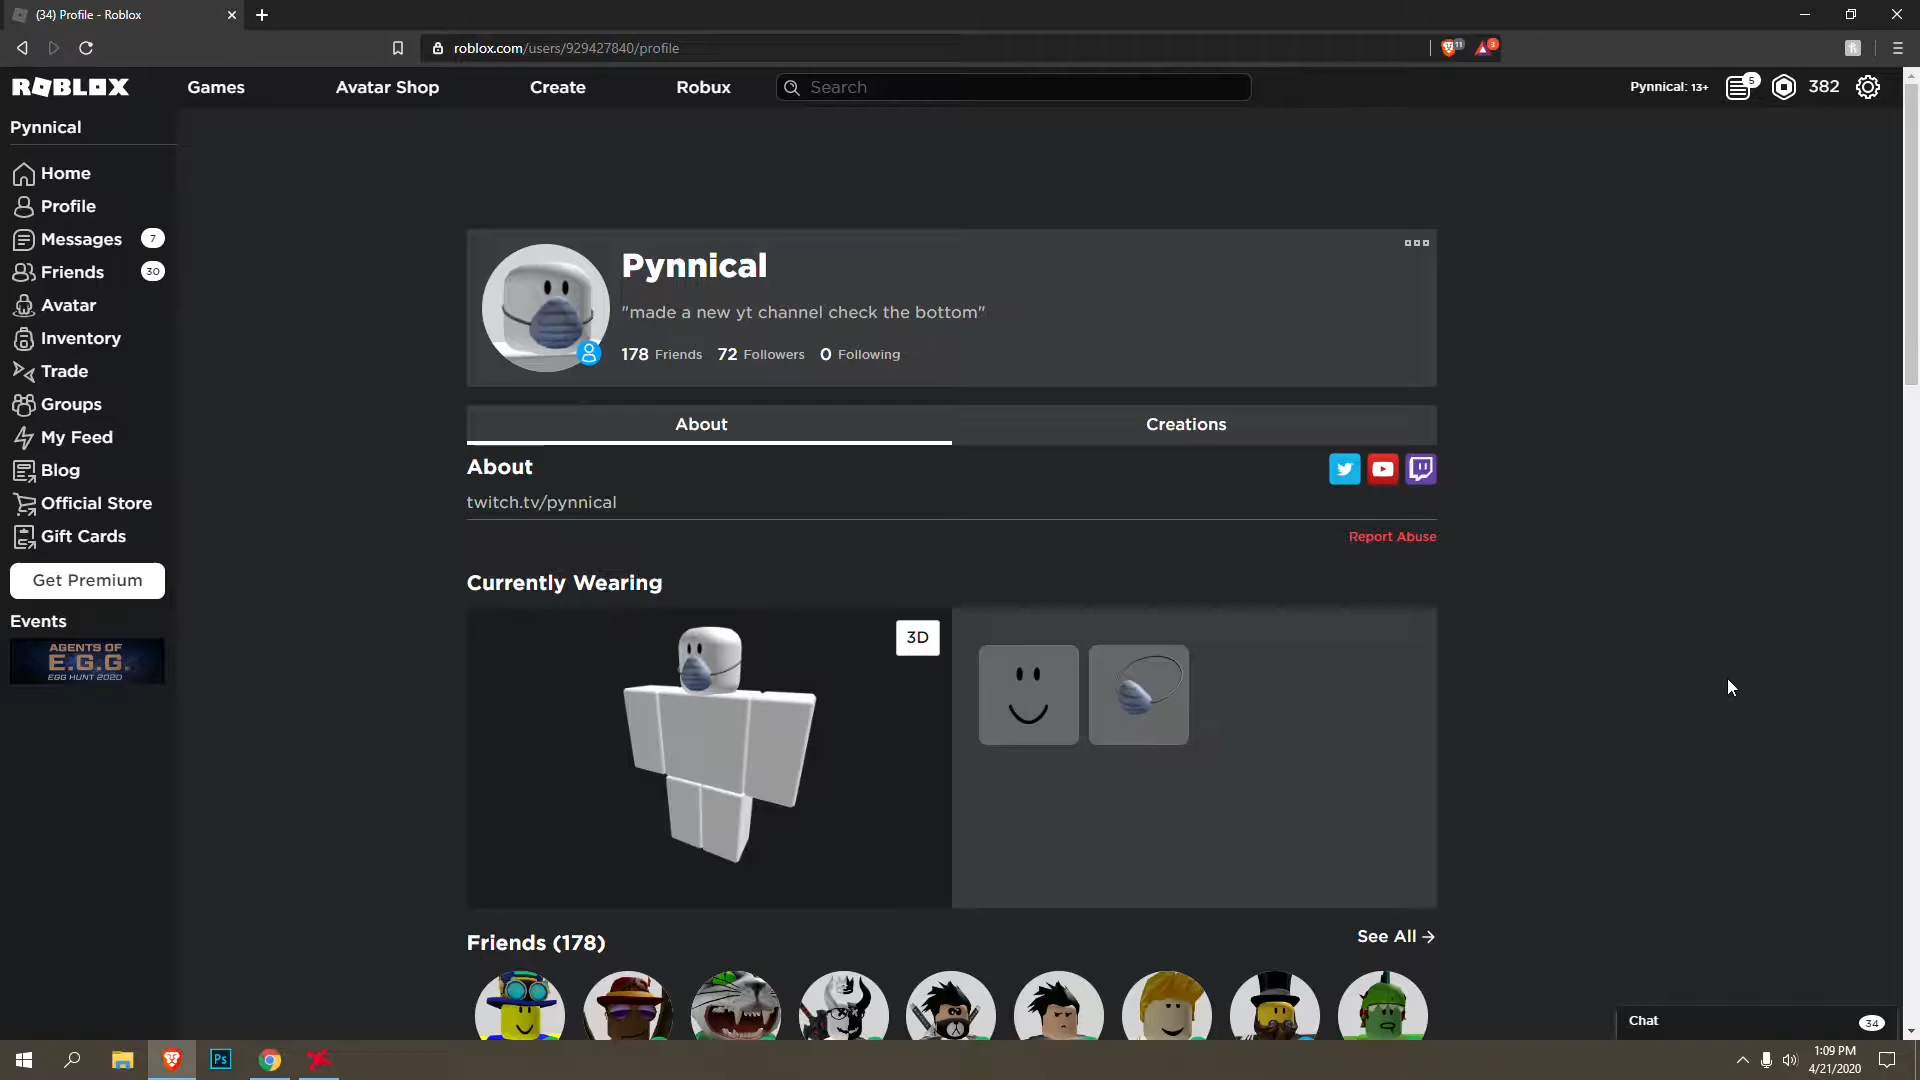 (34) Profile - Roblox
roblox.com/users/929427840/profile
11
3
ROBLOX
Games
Avatar Shop
Create
Robux
Search
Pynnical: 13+
5
382
Pynnical
Home
Profile
Messages
7
Friends
30
Avatar
Inventory
Trade
Groups
My Feed
Blog
Official Store
Gift Cards
Get Premium
Events
AGENTS OF
E.G.G.
EGG HUNT 2020
Pynnical
"made a new yt channel check the bottom"
178 Friends 72 Followers 0 Following
About
Creations
About
twitch.tv/pynnical
Report Abuse
Currently Wearing
3D
Friends (178)
See All
Chat
34
Ps
1:09 PM
4/21/2020